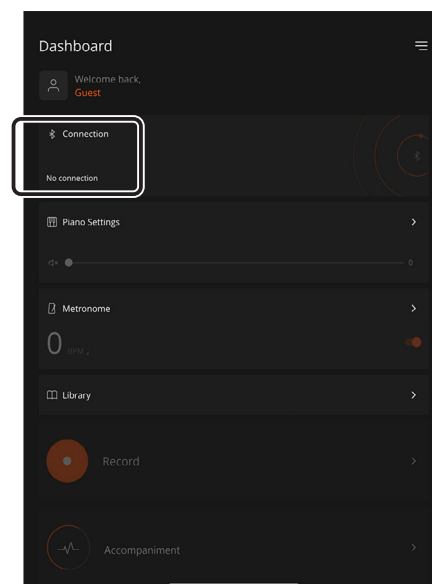 Dashboard
Welcome back,
Guest
Connection
No connection
Piano Settings
0
Metronome
0 BPM ,
Library
Record
Accompaniment